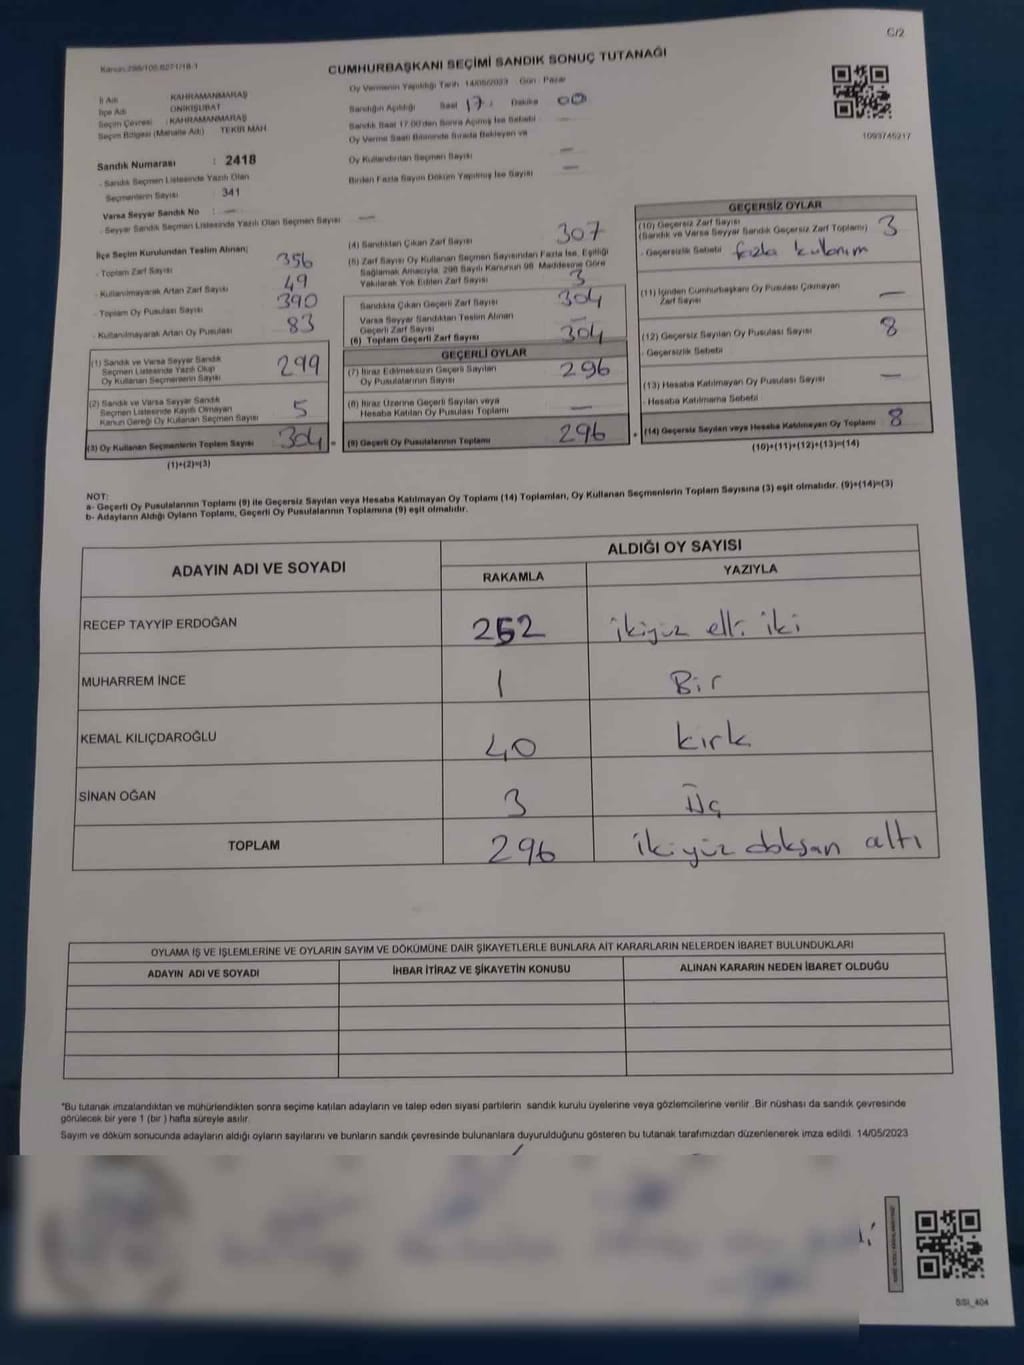 C/2
Kanun:298/105-6271/18-1
CUMHURBAŞKANI SEÇİMİ SANDIK SONUÇ TUTANAĞI
İl Adı : KAHRAMANMARAŞ
İlçe Adı : ONİKİŞUBAT
Seçim Çevresi : KAHRAMANMARAŞ
Seçim Bölgesi (Mahalle Adı) : TEKİR MAH
Sandık Numarası : 2418
- Sandık Seçmen Listesinde Yazılı Olan
Seçmenlerin Sayısı : 341
Varsa Seyyar Sandık No : —
- Seyyar Sandık Seçmen Listesinde Yazılı Olan Seçmen Sayısı —
Oy Vermenin Yapıldığı Tarih 14/05/2023 Gün : Pazar
Sandığın Açıldığı Saat 17 : Dakika 00
Sandık Saat 17.00'den Sonra Açılmış İse Sebebi —
Oy Verme Saati Bitiminde Sırada Bekleyen ve
Oy Kullandırılan Seçmen Sayısı —
Birden Fazla Sayım Döküm Yapılmış İse Sayısı —
1093745217
İlçe Seçim Kurulundan Teslim Alınan;
- Toplam Zarf Sayısı 356
- Kullanılmayarak Artan Zarf Sayısı 49
- Toplam Oy Pusulası Sayısı 390
- Kullanılmayarak Artan Oy Pusulası 83
(1) Sandık ve Varsa Seyyar Sandık
Seçmen Listesinde Yazılı Olup
Oy Kullanan Seçmenlerin Sayısı 299
(2) Sandık ve Varsa Seyyar Sandık
Seçmen Listesinde Kayıtlı Olmayan
Kanun Gereği Oy Kullanan Seçmen Sayısı 5
(3) Oy Kullanan Seçmenlerin Toplam Sayısı 304 =
(1)+(2)=(3)
(4) Sandıktan Çıkan Zarf Sayısı 307
(5) Zarf Sayısı Oy Kullanan Seçmen Sayısından Fazla İse, Eşitliği
Sağlamak Amacıyla, 298 Sayılı Kanunun 98. Maddesine Göre
Yakılarak Yok Edilen Zarf Sayısı 3
Sandıkta Çıkan Geçerli Zarf Sayısı 304
Varsa Seyyar Sandıktan Teslim Alınan
Geçerli Zarf Sayısı —
(6) Toplam Geçerli Zarf Sayısı 304
GEÇERLİ OYLAR
(7) İtiraz Edilmeksizin Geçerli Sayılan
Oy Pusulalarının Sayısı 296
(8) İtiraz Üzerine Geçerli Sayılan veya
Hesaba Katılan Oy Pusulası Toplamı —
(9) Geçerli Oy Pusulalarının Toplamı 296 +
GEÇERSİZ OYLAR
(10) Geçersiz Zarf Sayısı
(Sandık ve Varsa Seyyar Sandık Geçersiz Zarf Toplamı) 3
- Geçersizlik Sebebi fazla kullanım
(11) İçinden Cumhurbaşkanı Oy Pusulası Çıkmayan
Zarf Sayısı —
(12) Geçersiz Sayılan Oy Pusulası Sayısı 8
- Geçersizlik Sebebi
(13) Hesaba Katılmayan Oy Pusulası Sayısı —
- Hesaba Katılmama Sebebi
(14) Geçersiz Sayılan veya Hesaba Katılmayan Oy Toplamı 8
(10)+(11)+(12)+(13)=(14)
NOT:
a- Geçerli Oy Pusulalarının Toplamı (9) ile Geçersiz Sayılan veya Hesaba Katılmayan Oy Toplamı (14) Toplamları, Oy Kullanan Seçmenlerin Toplam Sayısına (3) eşit olmalıdır. (9)+(14)=(3)
b- Adayların Aldığı Oyların Toplamı, Geçerli Oy Pusulalarının Toplamına (9) eşit olmalıdır.
ADAYIN ADI VE SOYADI
ALDIĞI OY SAYISI
RAKAMLA YAZIYLA
RECEP TAYYİP ERDOĞAN 252 ikiyüz elli iki
MUHARREM İNCE 1 Bir
KEMAL KILIÇDAROĞLU 40 kırk
SİNAN OĞAN 3 Üç
TOPLAM 296 ikiyüz doksan altı
OYLAMA İŞ VE İŞLEMLERİNE VE OYLARIN SAYIM VE DÖKÜMÜNE DAİR ŞİKAYETLERLE BUNLARA AİT KARARLARIN NELERDEN İBARET BULUNDUKLARI
ADAYIN ADI VE SOYADI İHBAR İTİRAZ VE ŞİKAYETİN KONUSU ALINAN KARARIN NEDEN İBARET OLDUĞU
*Bu tutanak imzalandıktan ve mühürlendikten sonra seçime katılan adayların ve talep eden siyasi partilerin sandık kurulu üyelerine veya gözlemcilerine verilir .Bir nüshası da sandık çevresinde
görülecek bir yere 1 (bir ) hafta süreyle asılır.
Sayım ve döküm sonucunda adayların aldığı oyların sayılarını ve bunların sandık çevresinde bulunanlara duyurulduğunu gösteren bu tutanak tarafımızdan düzenlenerek imza edildi. 14/05/2023
SSI_404